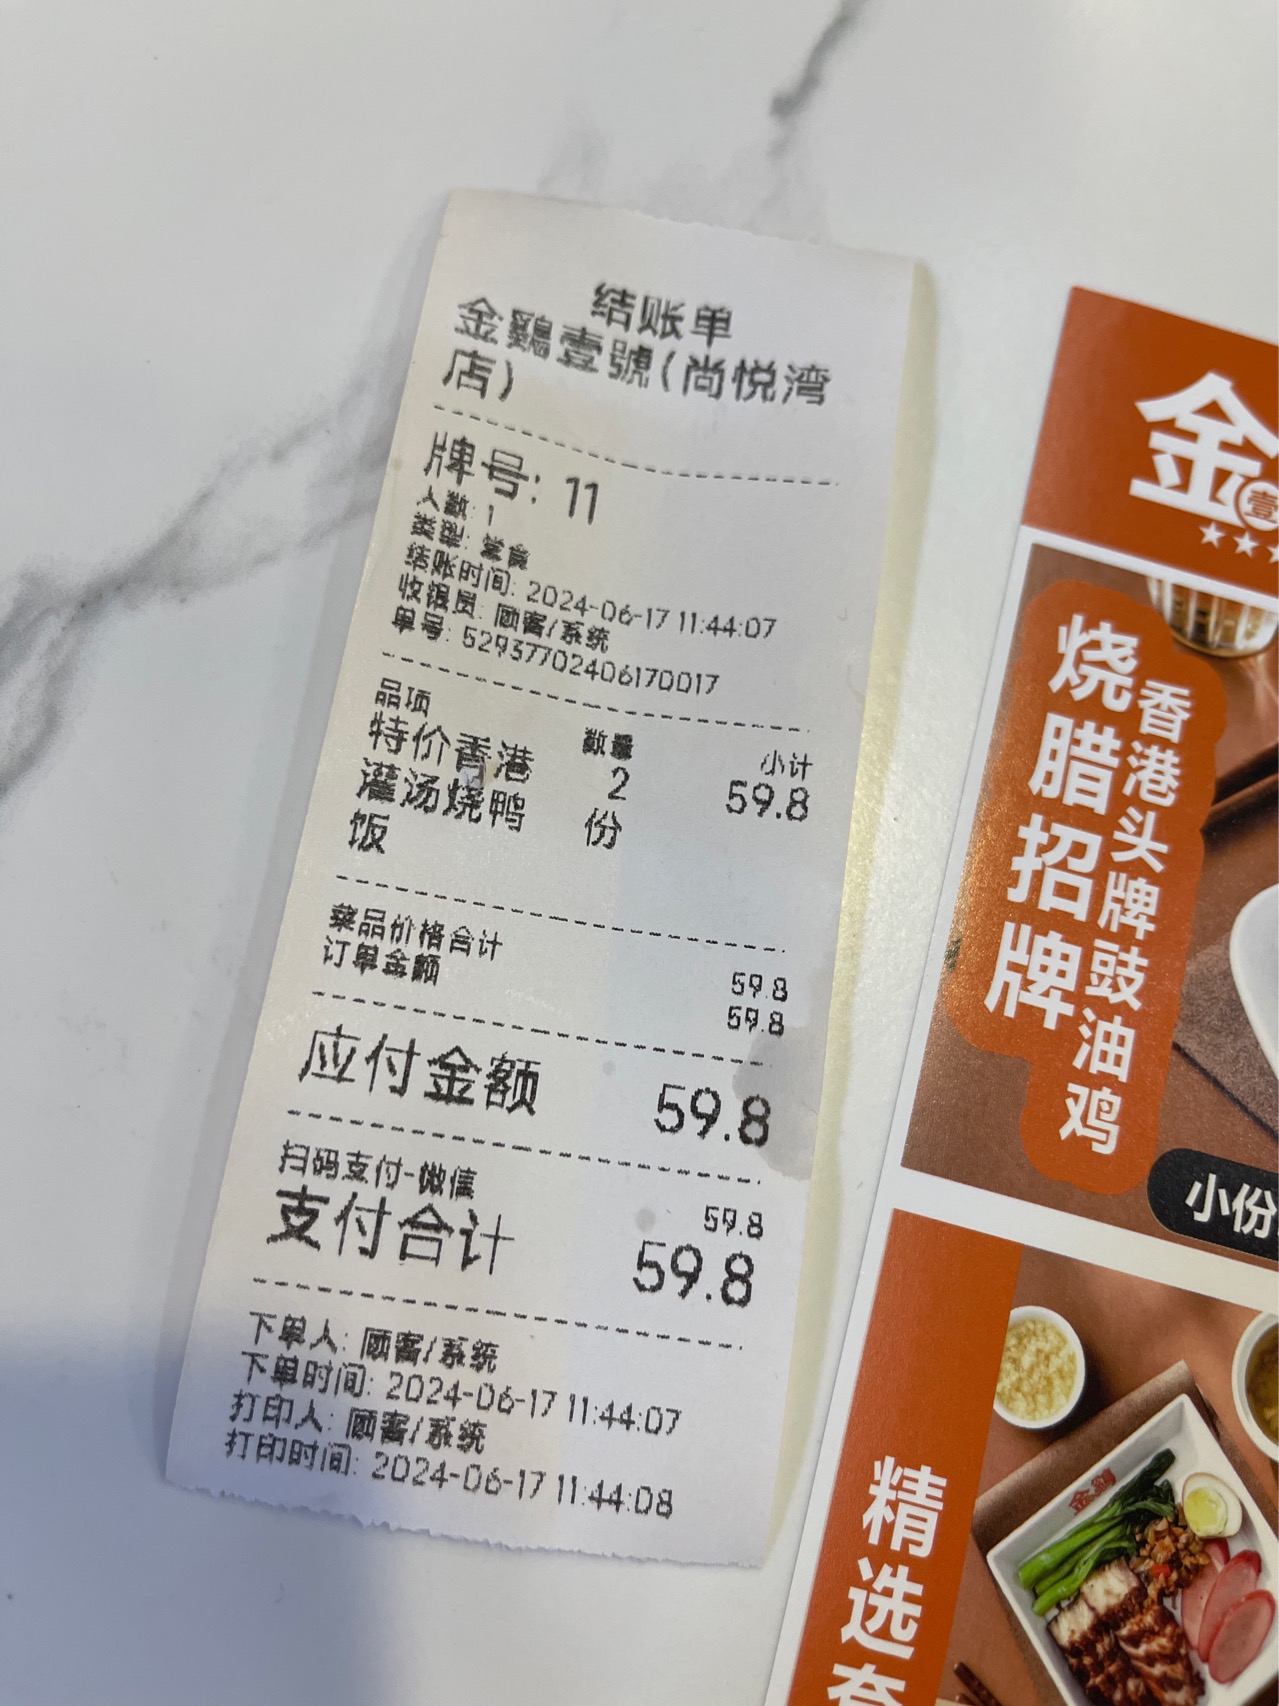 结账单
金鷄壹號(尚悦湾
店)
牌号: 11
人数: 1
类型: 堂食
结账时间: 2024-06-17 11:44:07
收银员: 顾客/系统
单号: 52937702406170017
品项 数量 小计
特价香港 2 59.8
灌汤烧鸭 份
饭
菜品价格合计 59.8
订单金额 59.8
应付金额 59.8
扫码支付-微信 59.8
支付合计 59.8
下单人: 顾客/系统
下单时间: 2024-06-17 11:44:07
打印人: 顾客/系统
打印时间: 2024-06-17 11:44:08
金
壹
烧腊招牌
香港头牌豉油鸡
小份
精选套
金鷄